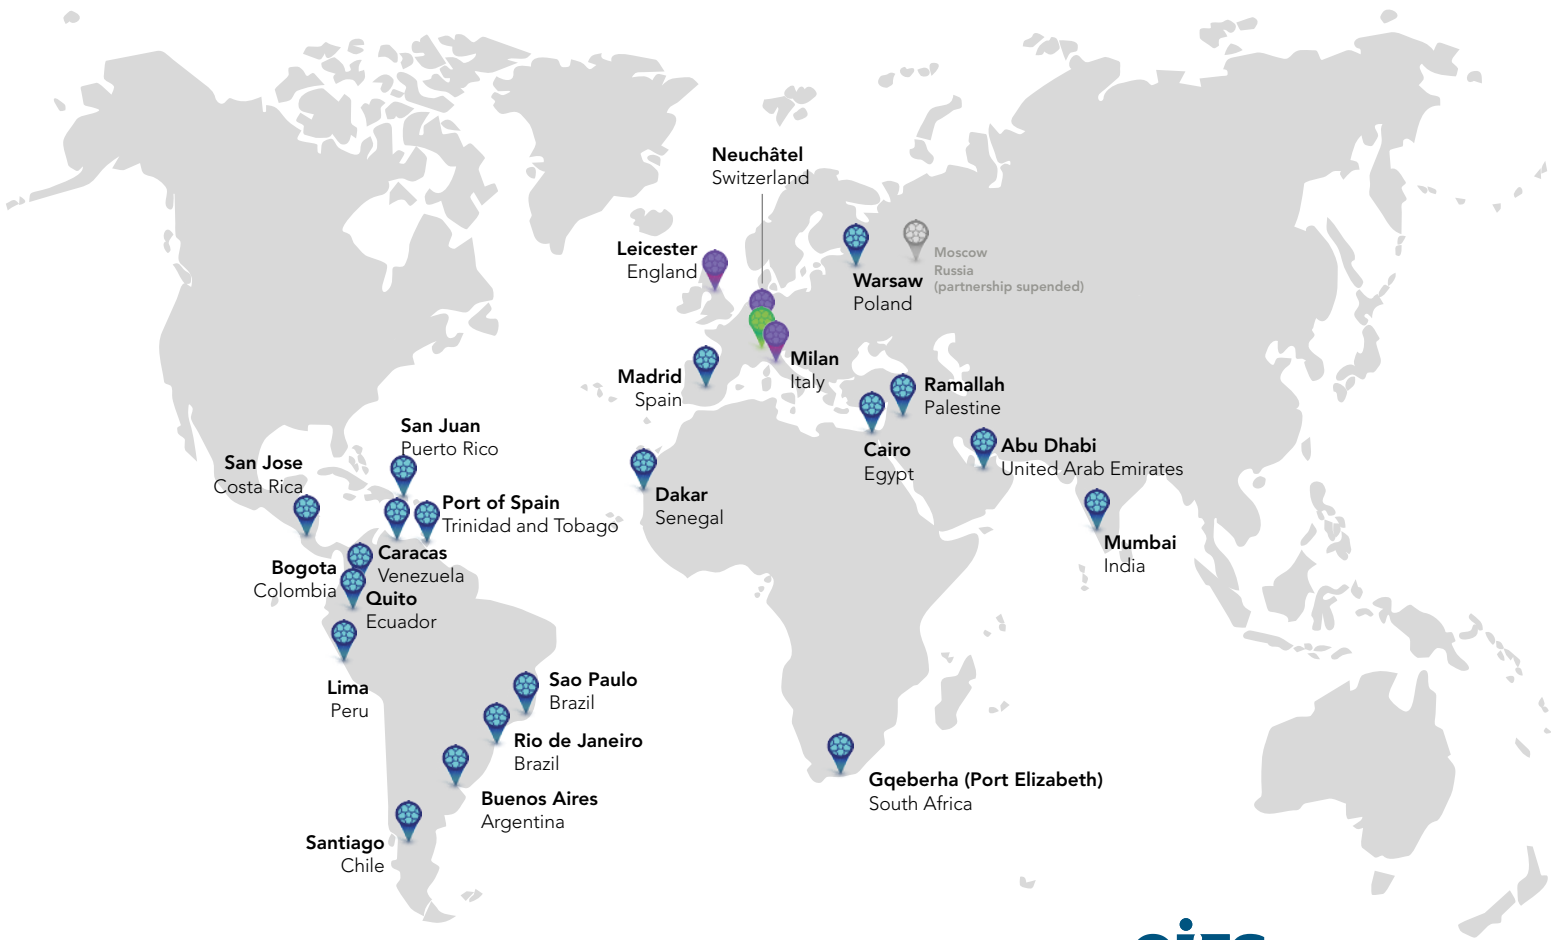 Neuchâtel
Switzerland
Leicester
England
Moscow
Russia
(partnership supended)
Warsaw
Poland
Milan
Italy
Madrid
Spain
Ramallah
Palestine
San Juan
Puerto Rico
Cairo
Egypt
Abu Dhabi
United Arab Emirates
San Jose
Costa Rica
Dakar
Senegal
Port of Spain
Trinidad and Tobago
Mumbai
India
Caracas
Venezuela
Bogota
Colombia
Quito
Ecuador
Lima
Peru
Sao Paulo
Brazil
Rio de Janeiro
Brazil
Gqeberha (Port Elizabeth)
South Africa
Buenos Aires
Argentina
Santiago
Chile